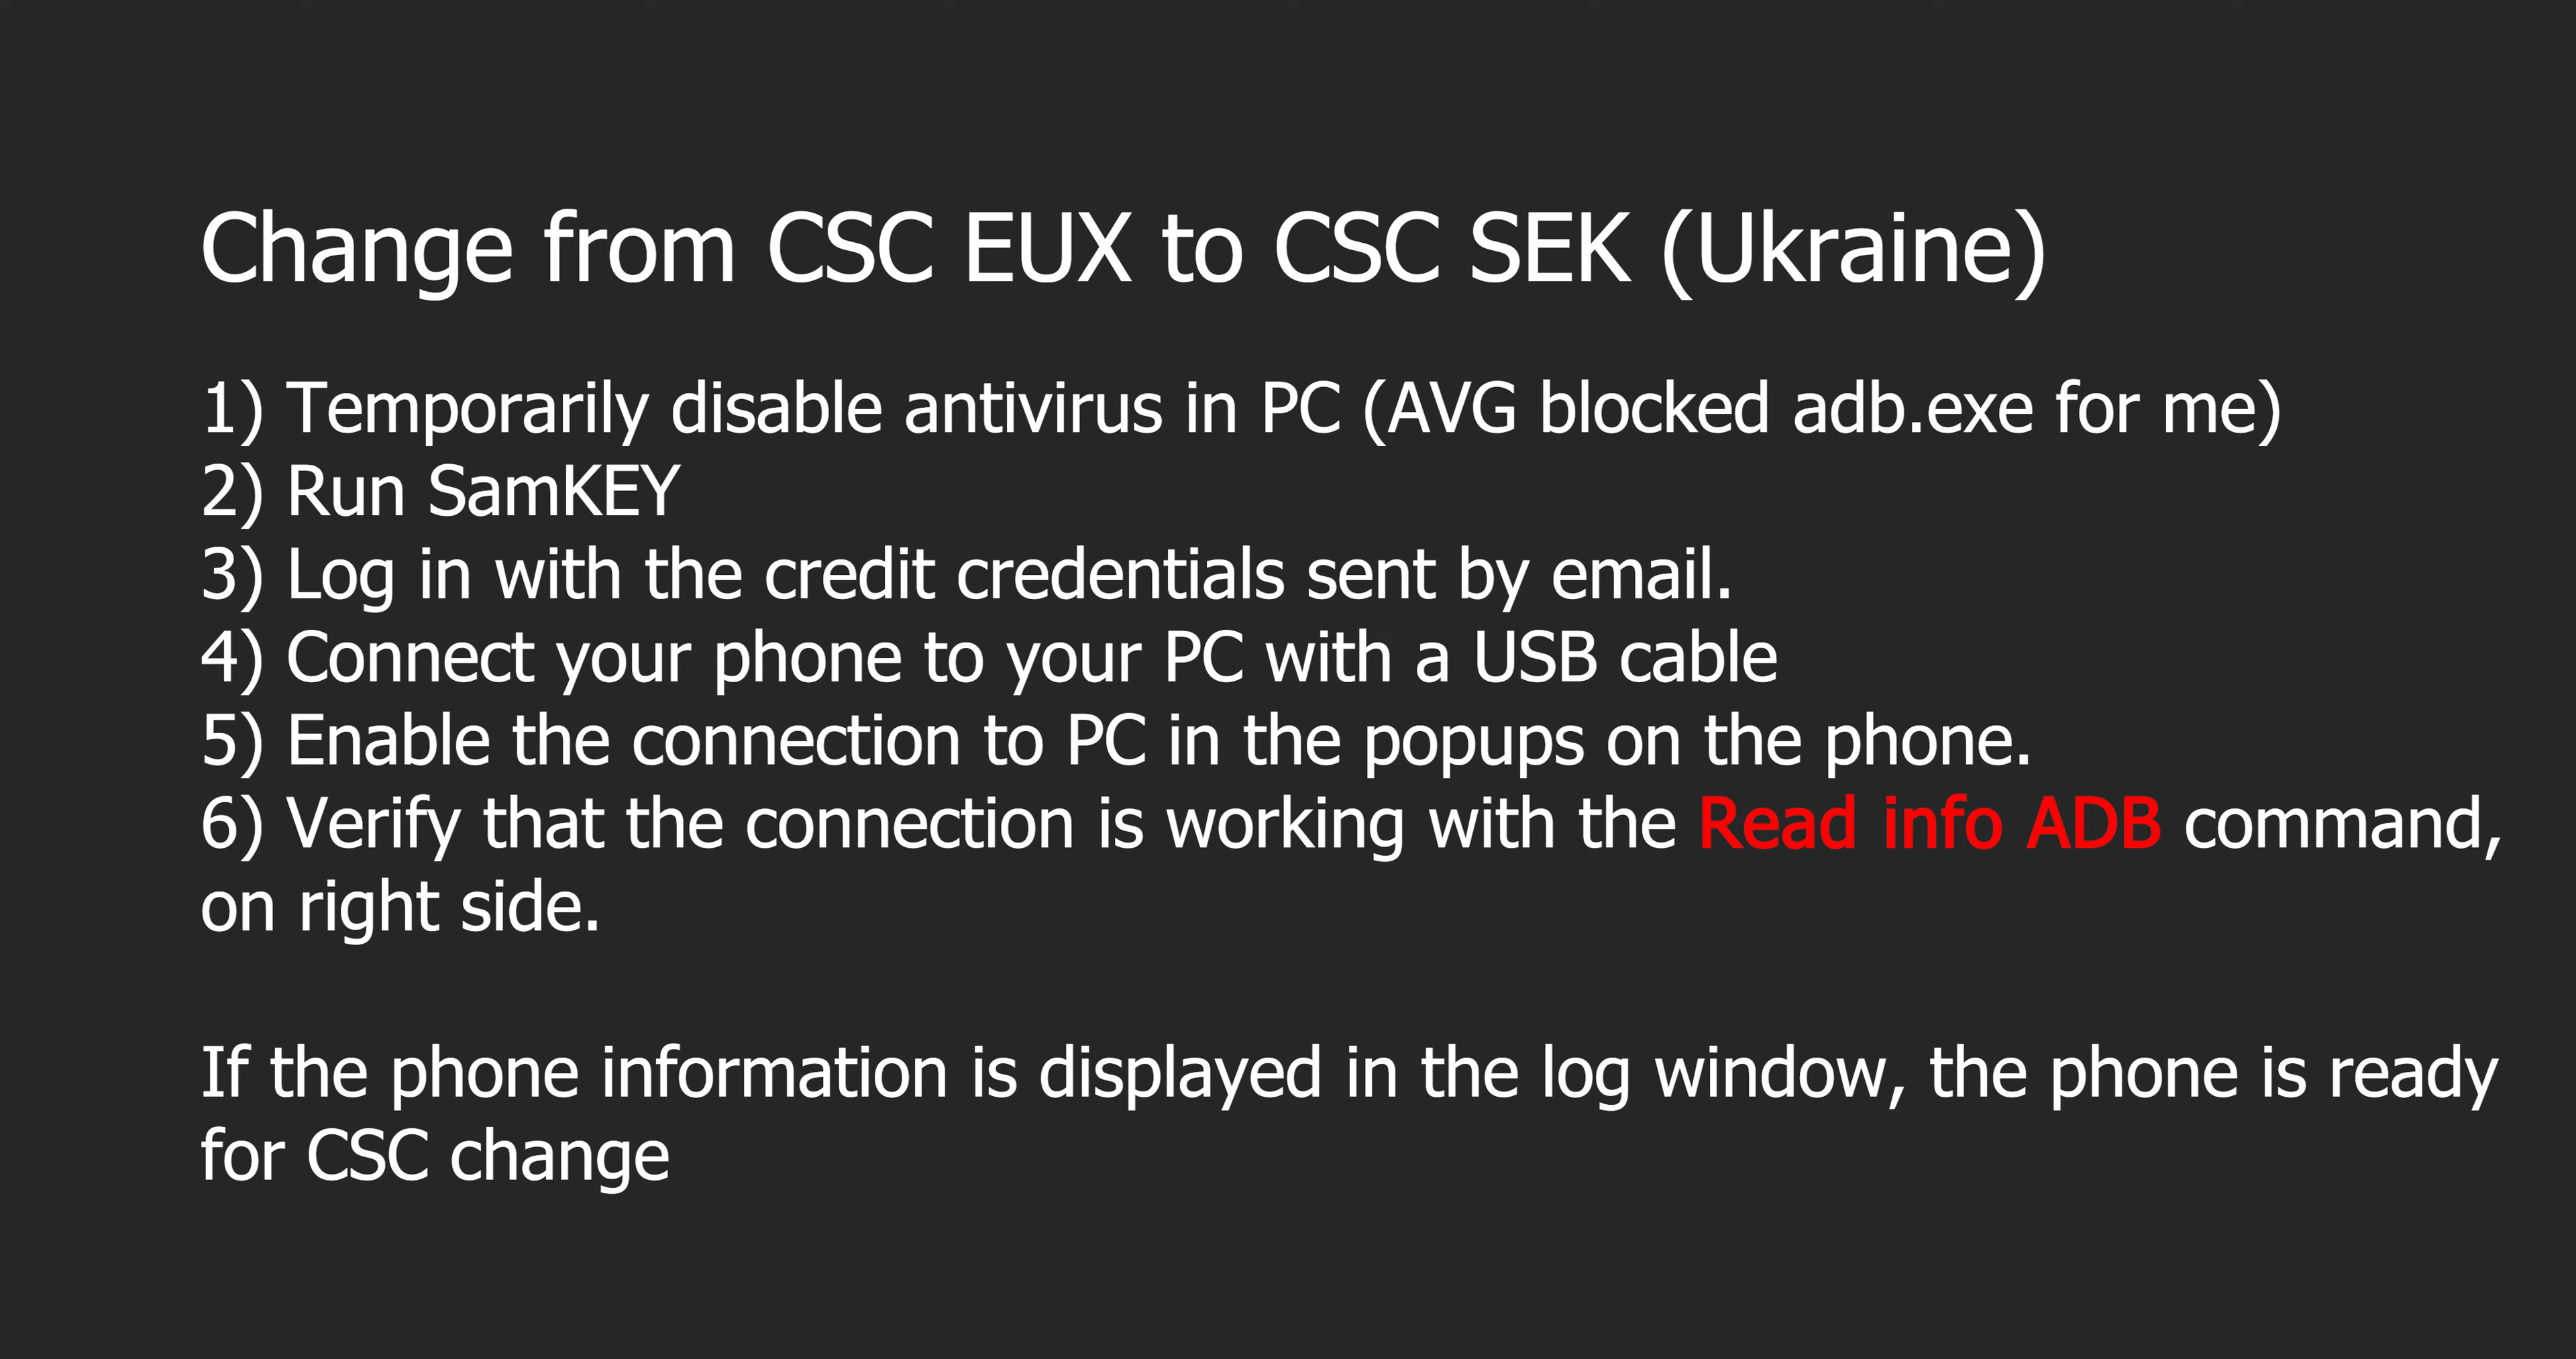 Change from CSC EUX to CSC SEK (Ukraine)
1) Temporarily disable antivirus in PC (AVG blocked adb.exe for me)
2) Run SamKEY
3) Log in with the credit credentials sent by email.
4) Connect your phone to your PC with a USB cable
5) Enable the connection to PC in the popups on the phone.
6) Verify that the connection is working with the Read info ADB command,
on right side.
If the phone information is displayed in the log window, the phone is ready
for CSC change